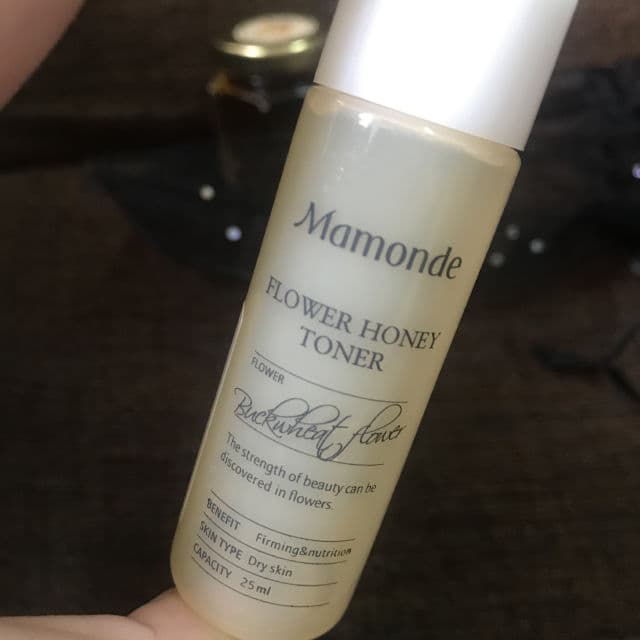 Mamonde
FLOWER HONEY
TONER
FLOWER
Buckwheat flower
The strength of beauty can be
discovered in flowers.
BENEFIT Firming&nutrition
SKIN TYPE Dry skin
CAPACITY 25ml